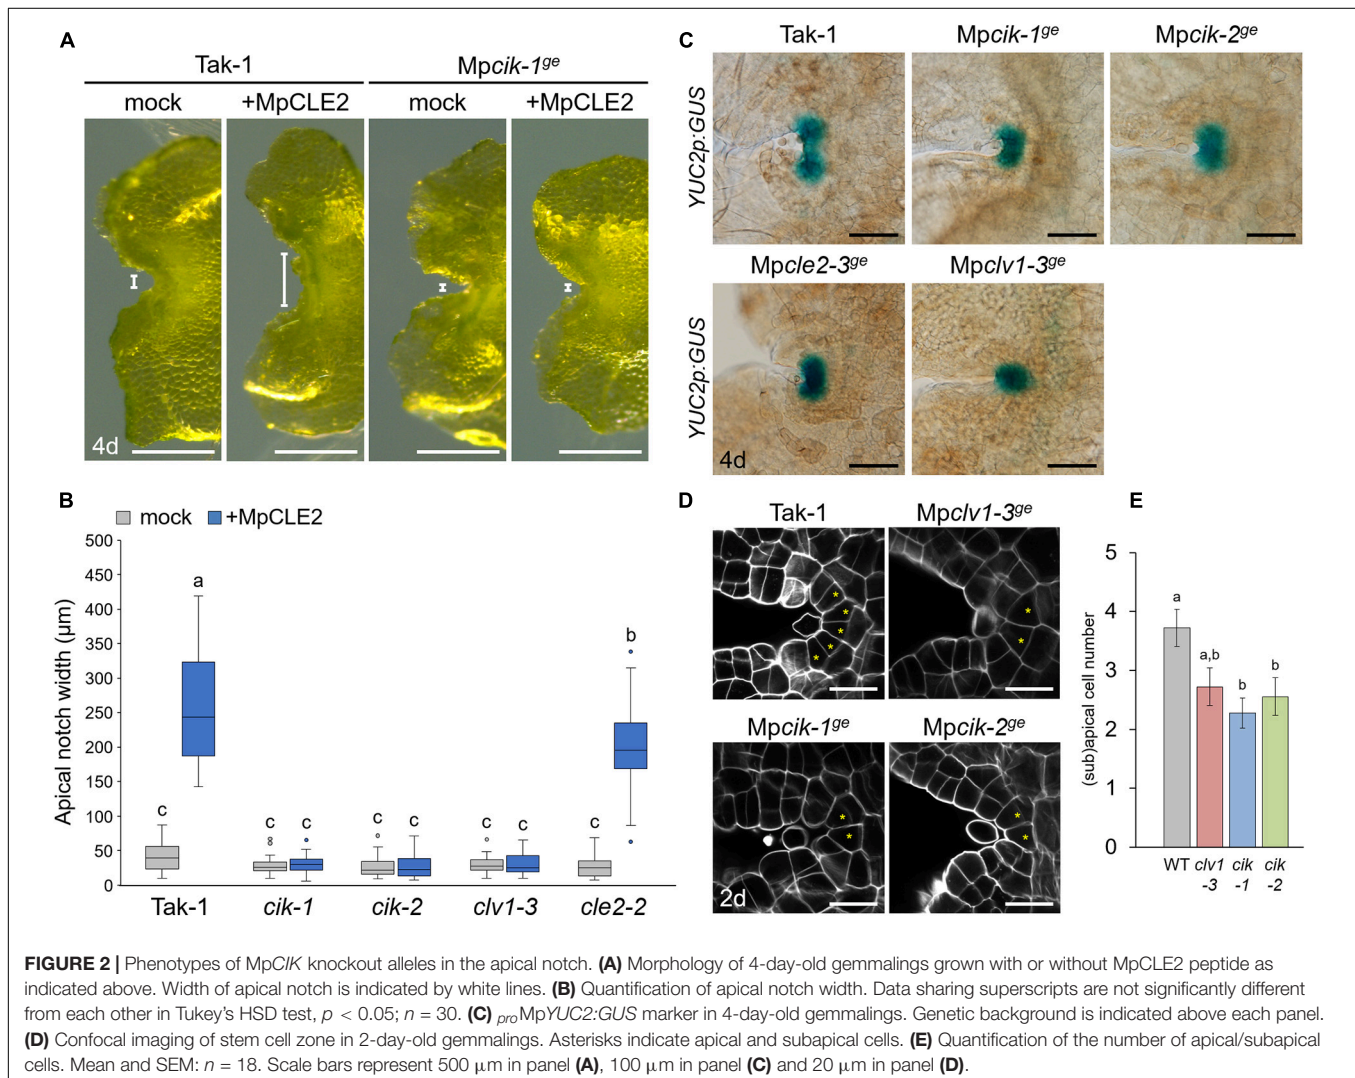 A
Tak-1
Mpcik-1ge
mock
+MpCLE2
mock
+MpCLE2
4d
B
mock
+MpCLE2
Apical notch width (µm)
500
450
400
350
300
250
200
150
100
50
0
c
a
c
c
c
c
c
c
c
b
Tak-1
cik-1
cik-2
clv1-3
cle2-2
C
Tak-1
Mpcik-1ge
Mpcik-2ge
YUC2p:GUS
Mpcle2-3ge
Mpclv1-3ge
YUC2p:GUS
4d
D
Tak-1
Mpclv1-3ge
* * * * *
* *
Mpcik-1ge
Mpcik-2ge
* *
* *
2d
E
(sub)apical cell number
5
4
3
2
1
0
a
a,b
b
b
WT clv1 cik cik
-3 -1 -2
FIGURE 2 | Phenotypes of MpCIK knockout alleles in the apical notch. (A) Morphology of 4-day-old gemmalings grown with or without MpCLE2 peptide as
indicated above. Width of apical notch is indicated by white lines. (B) Quantification of apical notch width. Data sharing superscripts are not significantly different
from each other in Tukey's HSD test, p < 0.05; n = 30. (C) proMpYUC2:GUS marker in 4-day-old gemmalings. Genetic background is indicated above each panel.
(D) Confocal imaging of stem cell zone in 2-day-old gemmalings. Asterisks indicate apical and subapical cells. (E) Quantification of the number of apical/subapical
cells. Mean and SEM: n = 18. Scale bars represent 500 µm in panel (A), 100 µm in panel (C) and 20 µm in panel (D).